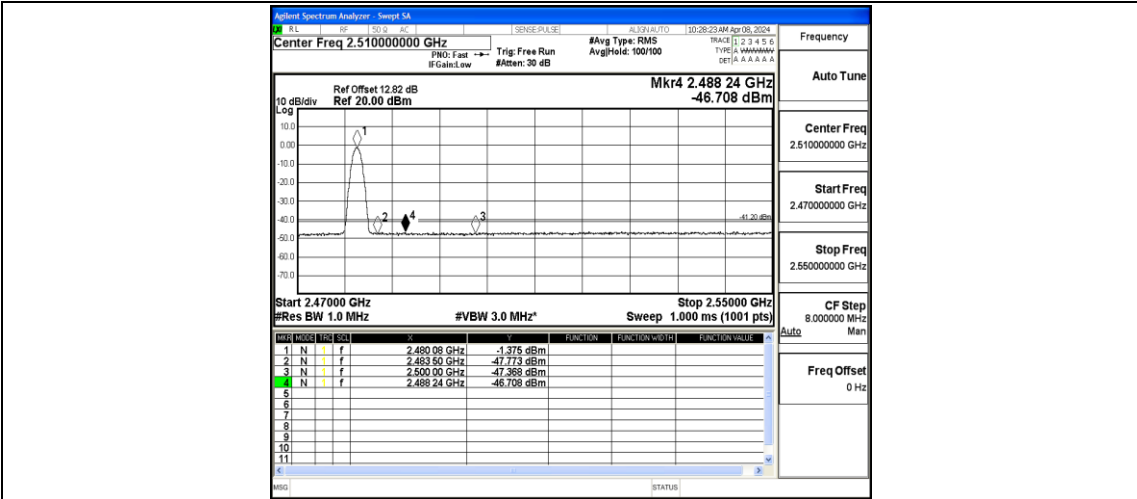 Agilent Spectrum Analyzer - Swept SA
RL RF 50 Ω AC SENSE:PULSE ALIGN AUTO 10:28:23 AM Apr 08, 2024
Center Freq 2.510000000 GHz #Avg Type: RMS TRACE 1 2 3 4 5 6
PNO: Fast Trig: Free Run Avg|Hold: 100/100 TYPE A WWWWW
IFGain:Low #Atten: 30 dB DET A A A A A A
Mkr4 2.488 24 GHz
-46.708 dBm
Ref Offset 12.82 dB
10 dB/div Ref 20.00 dBm
Log
10.0
0.00
-10.0
-20.0
-30.0
-40.0
-50.0
-60.0
-70.0
1
2
4
3
-41.20 dBm
Start 2.47000 GHz Stop 2.55000 GHz
#Res BW 1.0 MHz #VBW 3.0 MHz* Sweep 1.000 ms (1001 pts)
MKR MODE TRC SCL X Y FUNCTION FUNCTION WIDTH FUNCTION VALUE
1 N 1 f 2.480 08 GHz -1.375 dBm
2 N 1 f 2.483 50 GHz -47.773 dBm
3 N 1 f 2.500 00 GHz -47.368 dBm
4 N 1 f 2.488 24 GHz -46.708 dBm
5
6
7
8
9
10
11
MSG STATUS
Frequency
Auto Tune
Center Freq
2.510000000 GHz
Start Freq
2.470000000 GHz
Stop Freq
2.550000000 GHz
CF Step
8.000000 MHz
Auto Man
Freq Offset
0 Hz